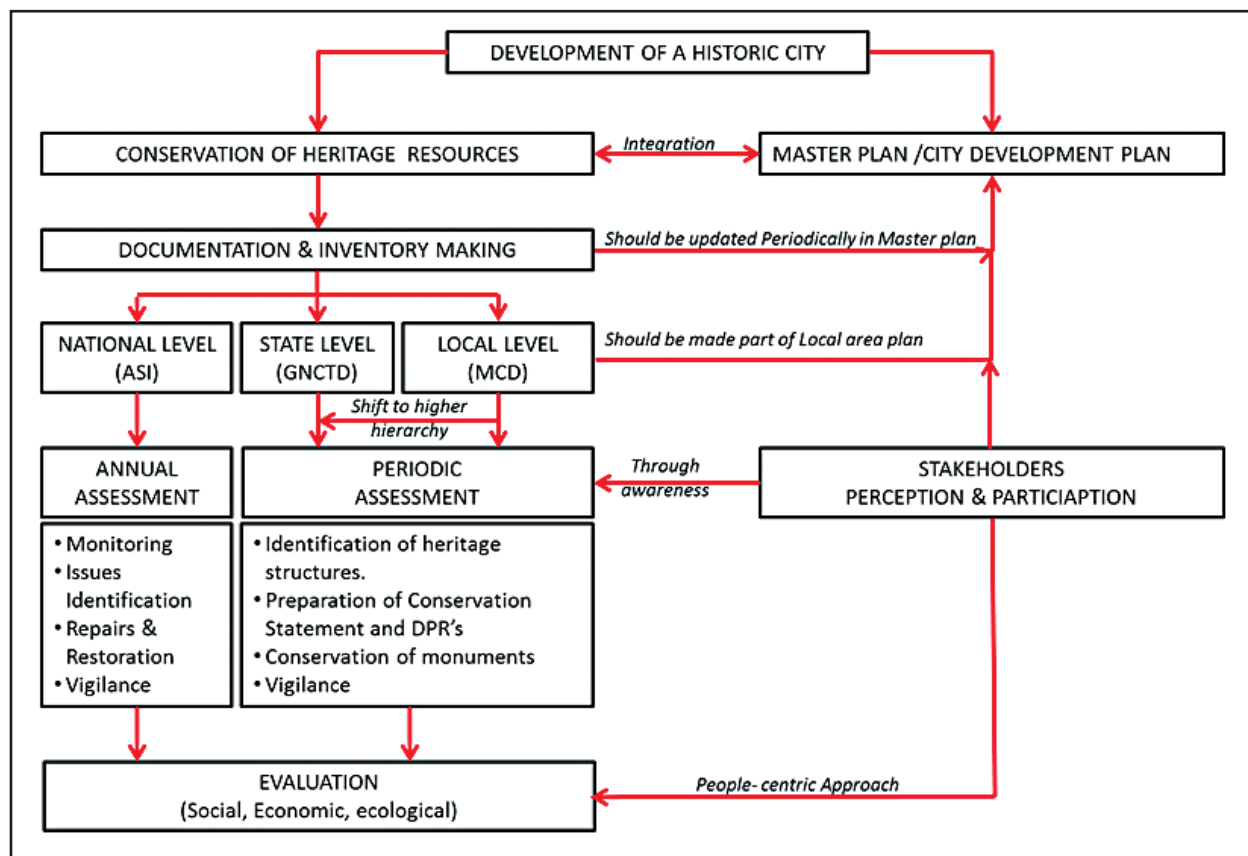 DEVELOPMENT OF A HISTORIC CITY
CONSERVATION OF HERITAGE RESOURCES
Integration
MASTER PLAN /CITY DEVELOPMENT PLAN
DOCUMENTATION & INVENTORY MAKING
Should be updated Periodically in Master plan
NATIONAL LEVEL
(ASI)
STATE LEVEL
(GNCTD)
LOCAL LEVEL
(MCD)
Should be made part of Local area plan
Shift to higher
hierarchy
ANNUAL
ASSESSMENT
PERIODIC
ASSESSMENT
Through
awareness
STAKEHOLDERS
PERCEPTION & PARTICIAPTION
• Monitoring
• Issues
Identification
• Repairs &
Restoration
• Vigilance
• Identification of heritage
structures.
• Preparation of Conservation
Statement and DPR's
• Conservation of monuments
• Vigilance
EVALUATION
(Social, Economic, ecological)
People- centric Approach